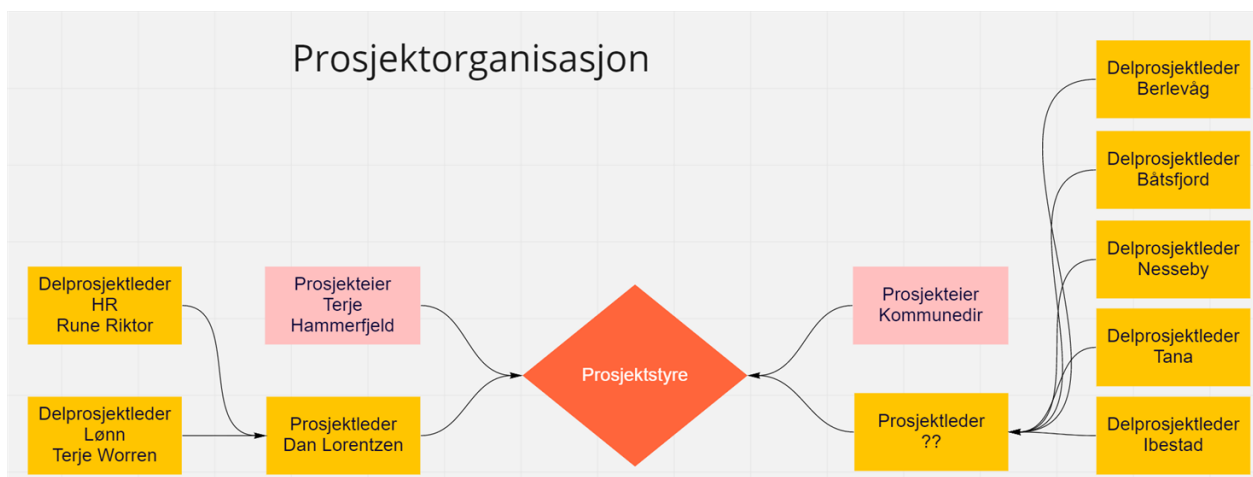 Prosjektorganisasjon
Delprosjektleder
HR
Rune Riktor
Delprosjektleder
Lønn
Terje Worren
Prosjekteier
Terje
Hammerfjeld
Prosjektleder
Dan Lorentzen
Prosjektstyre
Prosjekteier
Kommunedir
Prosjektleder
??
Delprosjektleder
Berlevåg
Delprosjektleder
Båtsfjord
Delprosjektleder
Nesseby
Delprosjektleder
Tana
Delprosjektleder
Ibestad